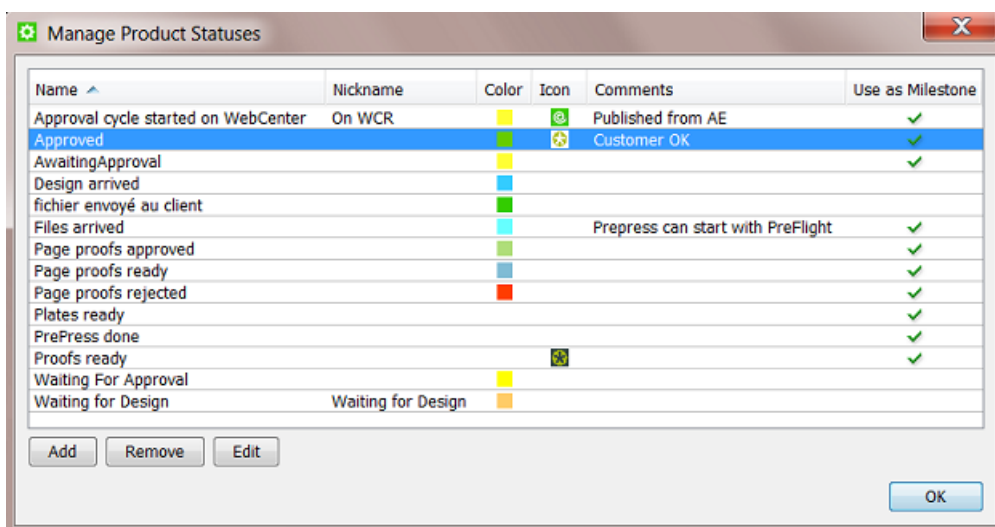 Manage Product Statuses
Name Nickname Color Icon Comments Use as Milestone
Approval cycle started on WebCenter On WCR Published from AE
Approved Customer OK
AwaitingApproval
Design arrived
fichier envoyé au client
Files arrived Prepress can start with PreFlight
Page proofs approved
Page proofs ready
Page proofs rejected
Plates ready
PrePress done
Proofs ready
Waiting For Approval
Waiting for Design Waiting for Design
Add Remove Edit
OK